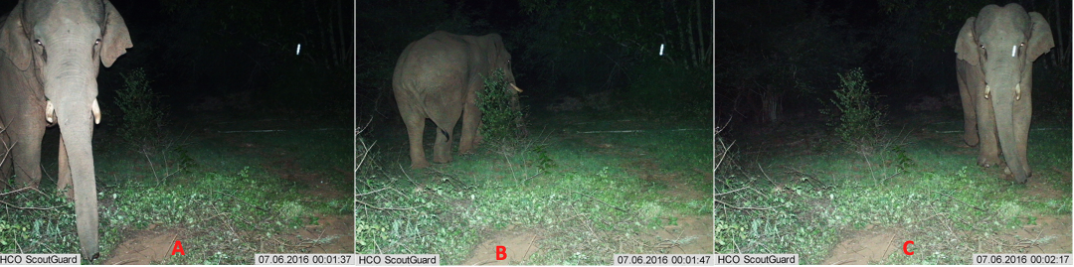 A
B
C
HCO ScoutGuard 07.06.2016 00:01:37
HCO ScoutGuard 07.06.2016 00:01:47
HCO ScoutGuard 07.06.2016 00:02:17